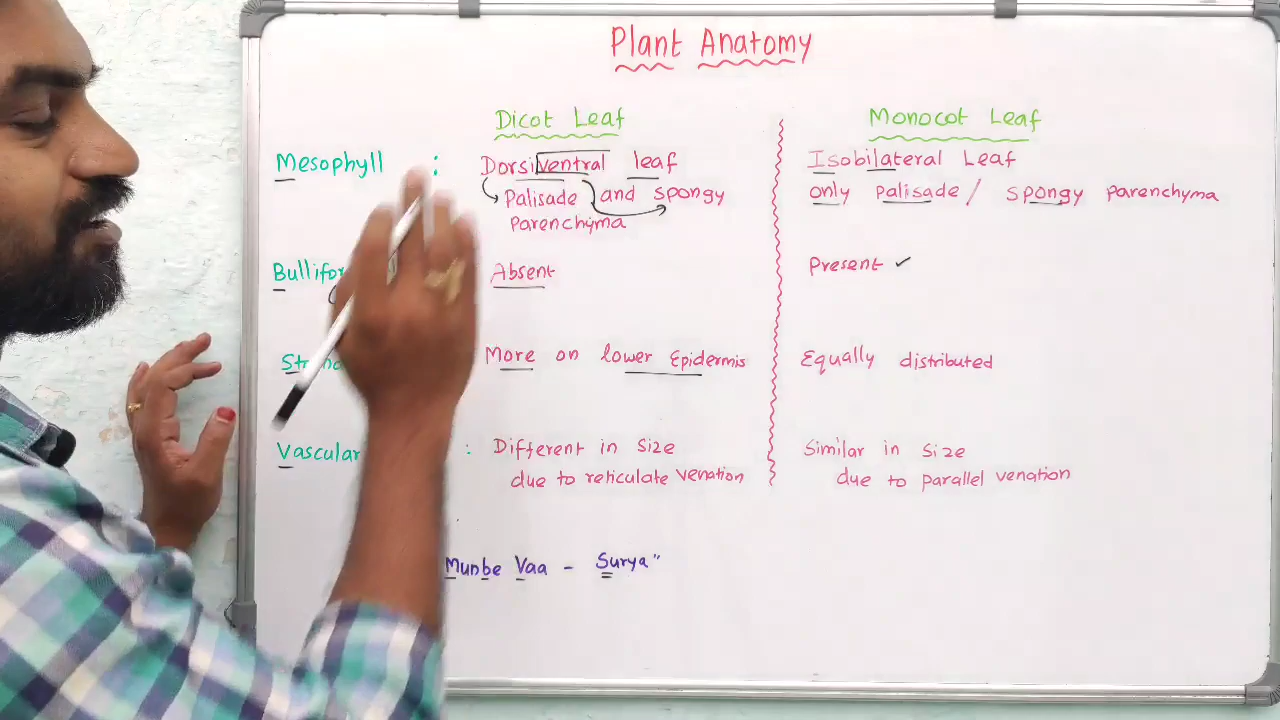 Plant Anatomy
Dicot Leaf
Monocot Leaf
Mesophyll : Dorsiventral leaf
Isobilateral Leaf
Palisade and spongy
Parenchyma
only Palisade / Spongy Parenchyma
Absent
Present ✓
More on lower Epidermis
Equally distributed
Vascular : Different in Size
due to reticulate venation
Similar in Size
due to parallel venation
Munbe Vaa - Surya"